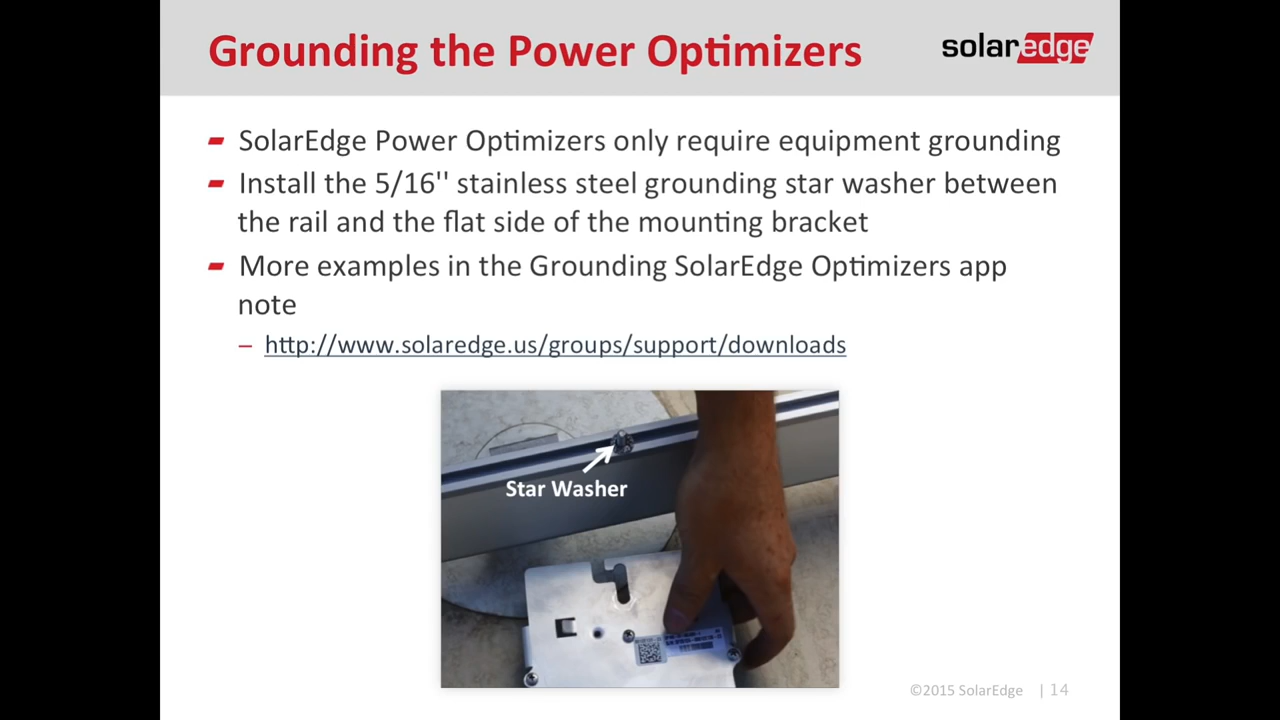 Grounding the Power Optimizers
solaredge
SolarEdge Power Optimizers only require equipment grounding
Install the 5/16'' stainless steel grounding star washer between
the rail and the flat side of the mounting bracket
More examples in the Grounding SolarEdge Optimizers app
note
– http://www.solaredge.us/groups/support/downloads
Star Washer
©2015 SolarEdge | 14